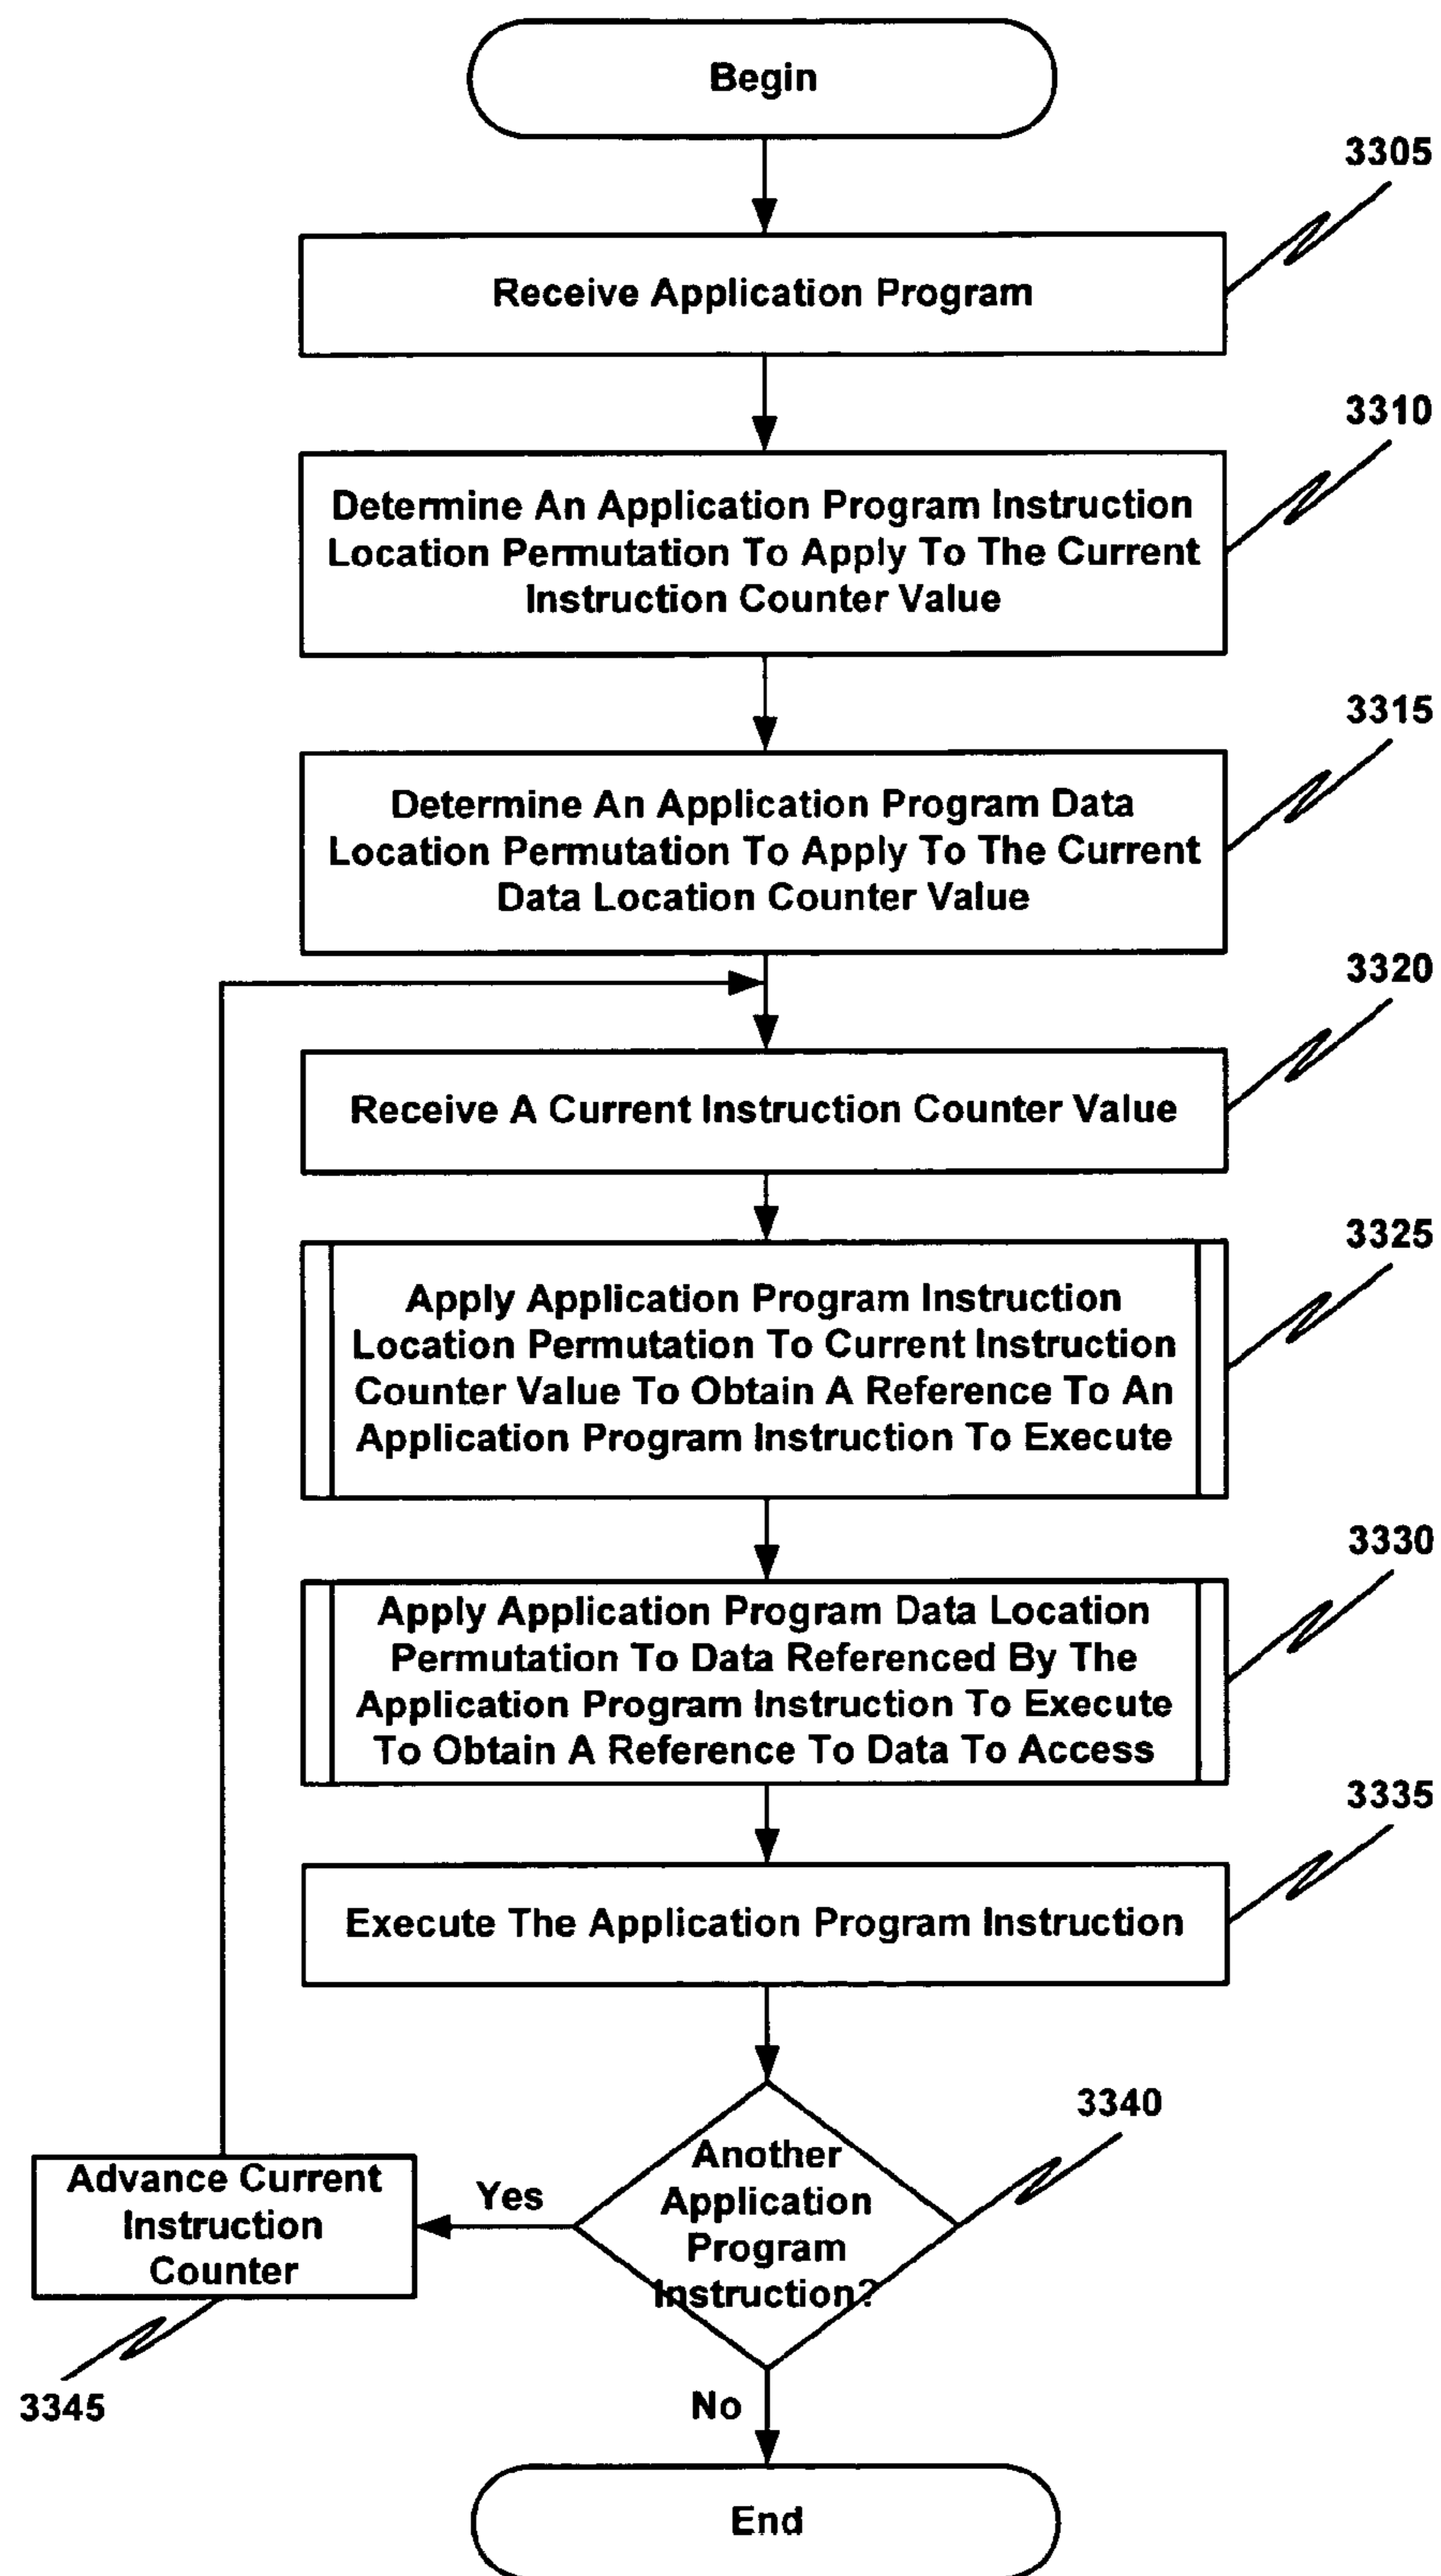 Begin
3305
Receive Application Program
3310
Determine An Application Program Instruction
Location Permutation To Apply To The Current
Instruction Counter Value
3315
Determine An Application Program Data
Location Permutation To Apply To The Current
Data Location Counter Value
3320
Receive A Current Instruction Counter Value
3325
Apply Application Program Instruction
Location Permutation To Current Instruction
Counter Value To Obtain A Reference To An
Application Program Instruction To Execute
3330
Apply Application Program Data Location
Permutation To Data Referenced By The
Application Program Instruction To Execute
To Obtain A Reference To Data To Access
3335
Execute The Application Program Instruction
3340
Another
Application
Program
Instruction?
Yes
Advance Current
Instruction
Counter
3345
No
End